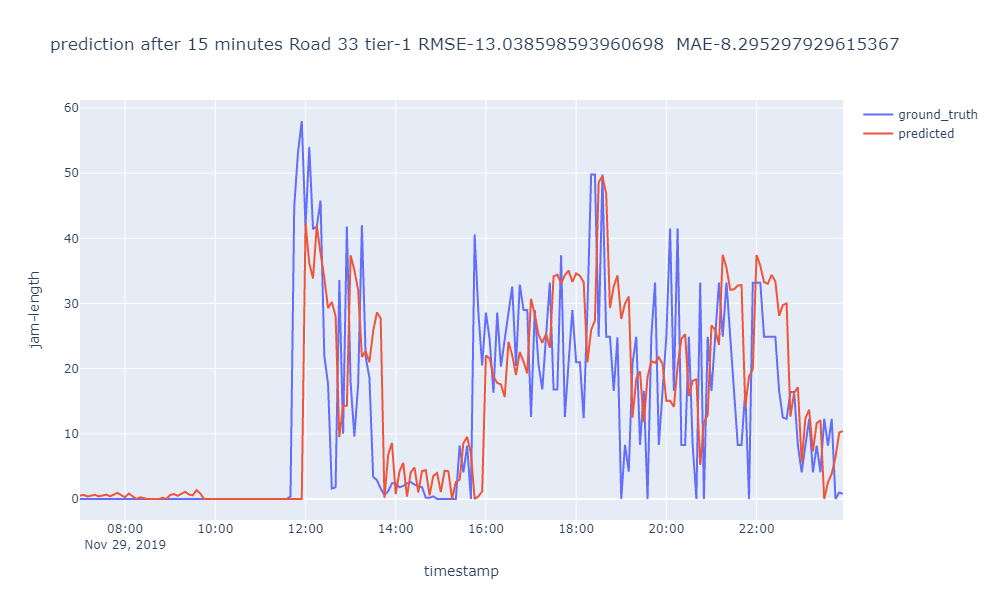 prediction after 15 minutes Road 33 tier-1 RMSE-13.038598593960698  MAE-8.295297929615367
ground_truth
predicted
60
50
40
30
20
10
0
jam-length
08:00 10:00 12:00 14:00 16:00 18:00 20:00 22:00
Nov 29, 2019
timestamp